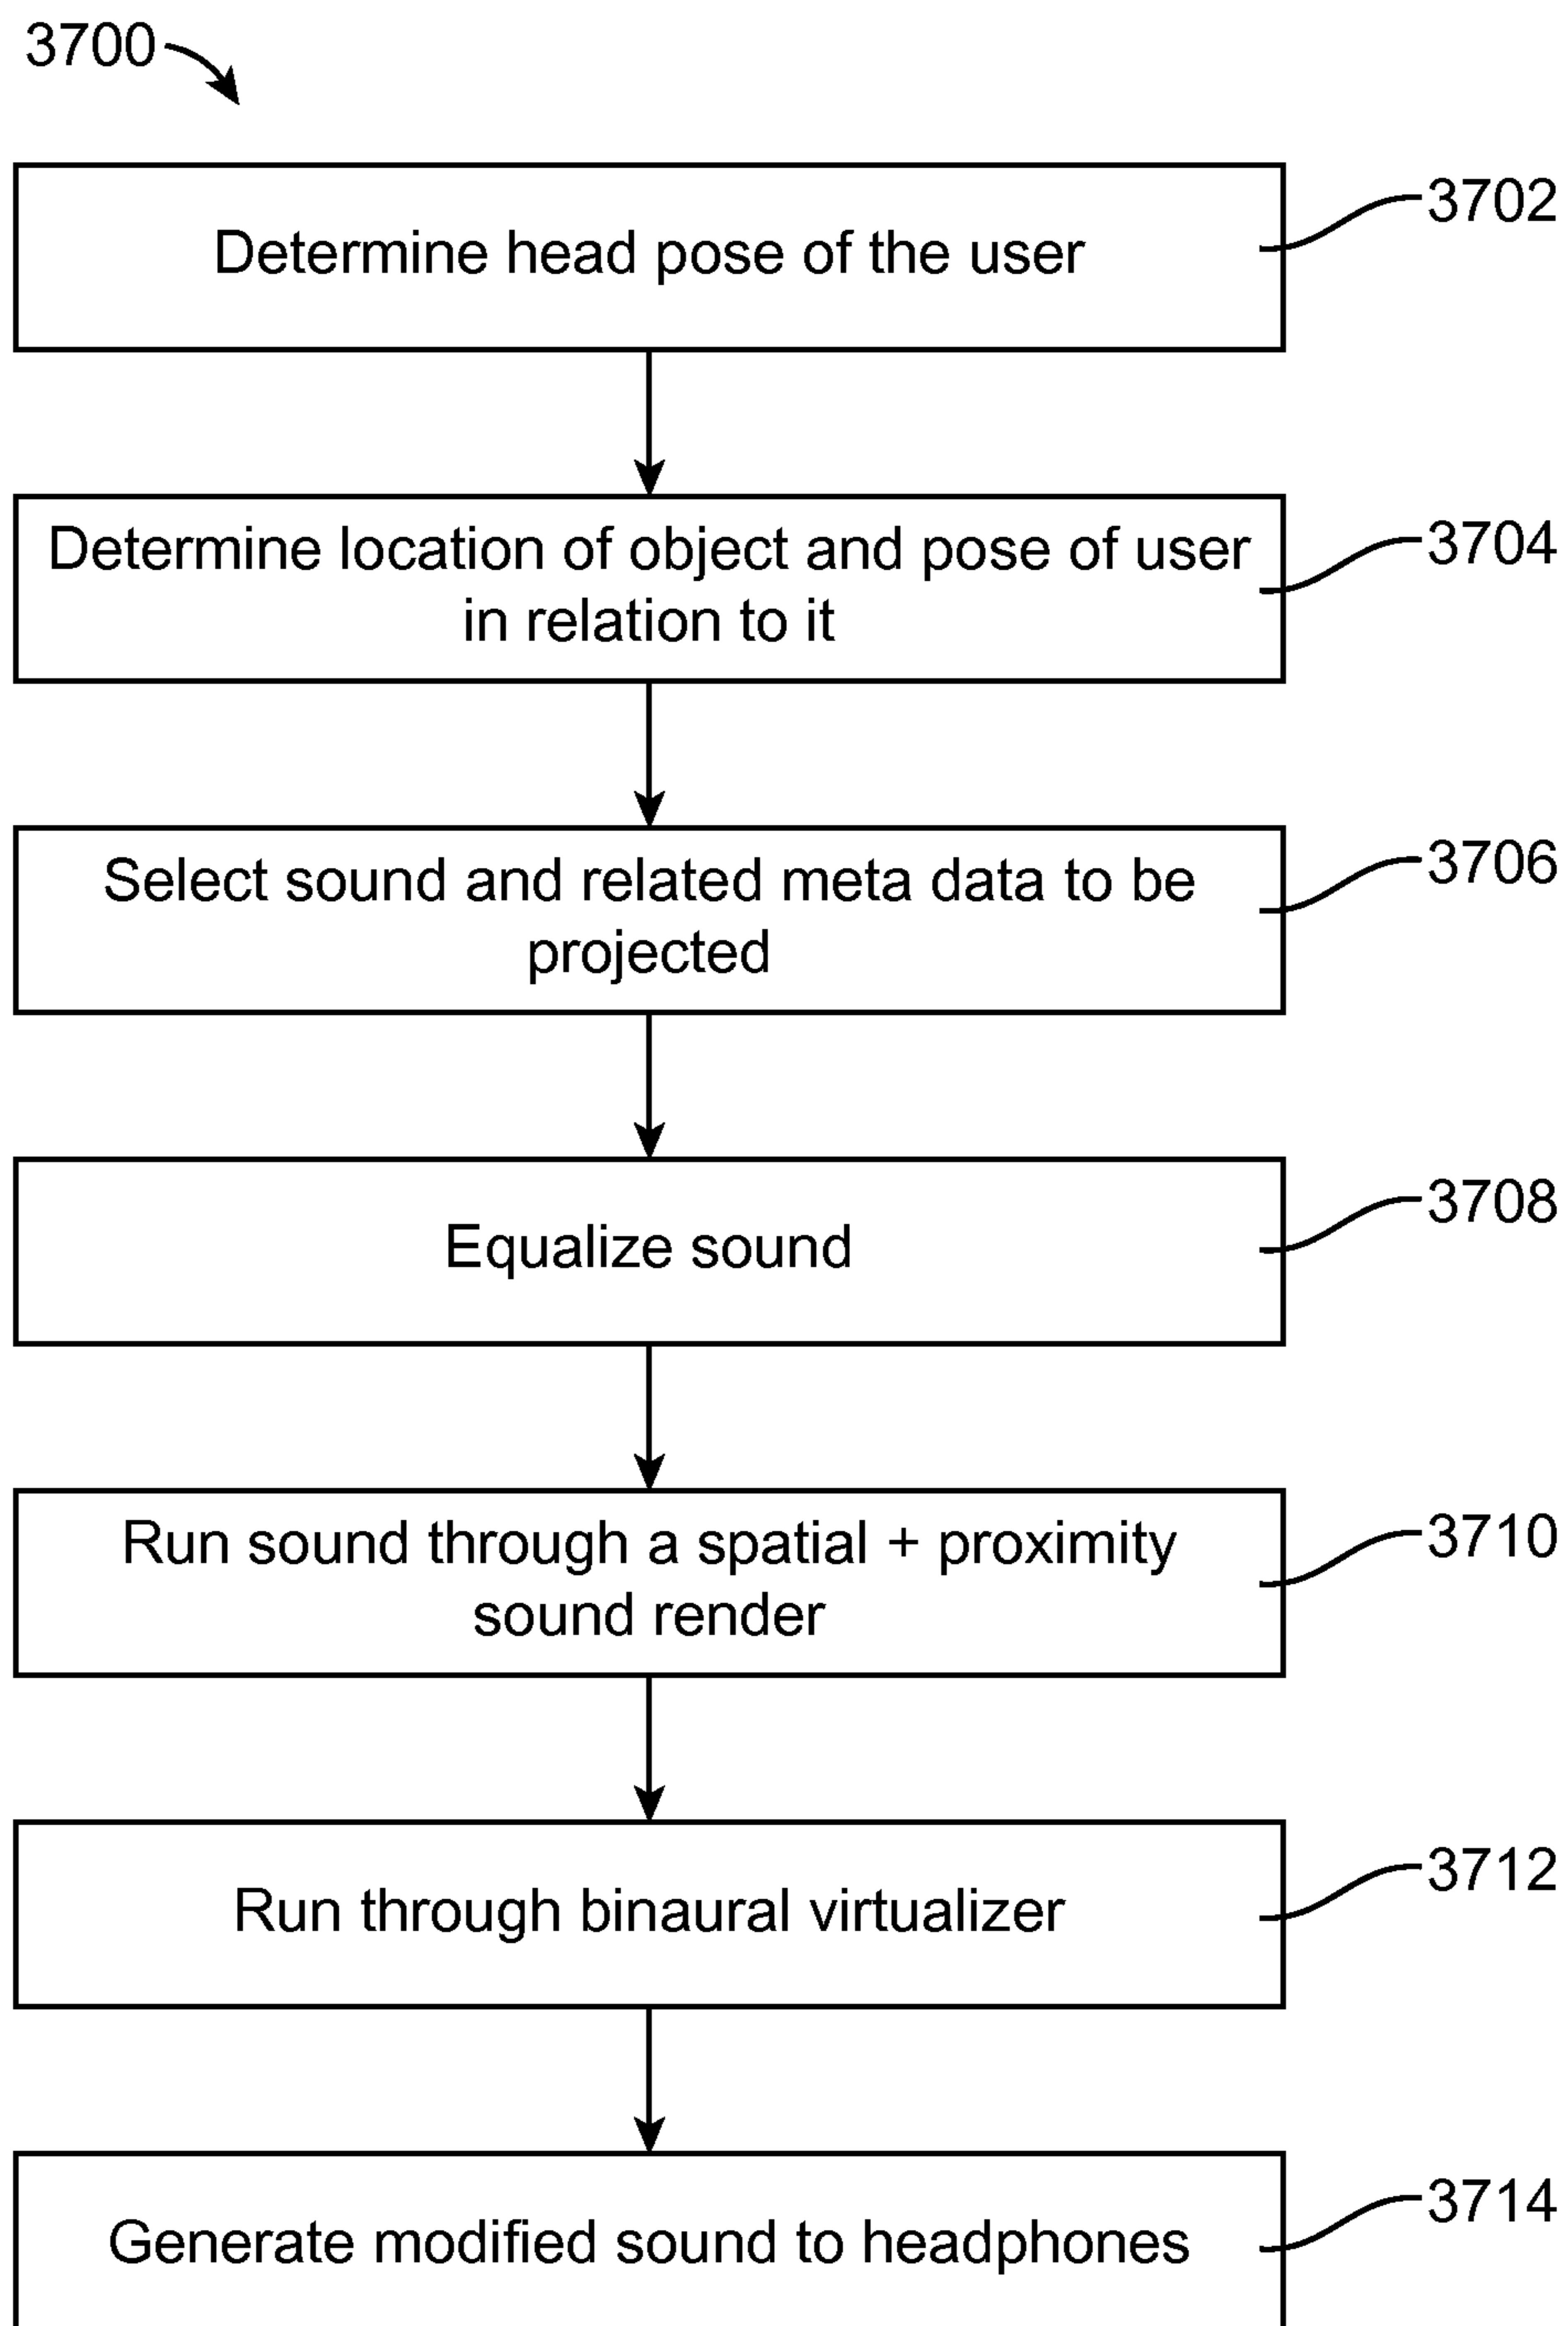 3700
Determine head pose of the user
3702
Determine location of object and pose of user
in relation to it
3704
Select sound and related meta data to be
projected
3706
Equalize sound
3708
Run sound through a spatial + proximity
sound render
3710
Run through binaural virtualizer
3712
Generate modified sound to headphones
3714